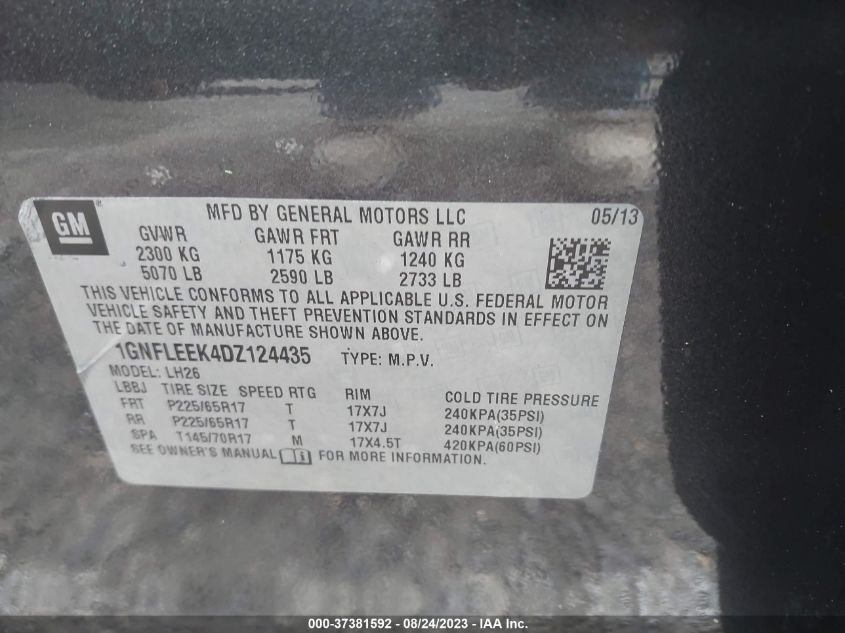 GM
MFD BY GENERAL MOTORS LLC 05/13
GVWR GAWR FRT GAWR RR
2300 KG 1175 KG 1240 KG
5070 LB 2590 LB 2733 LB
THIS VEHICLE CONFORMS TO ALL APPLICABLE U.S. FEDERAL MOTOR
VEHICLE SAFETY AND THEFT PREVENTION STANDARDS IN EFFECT ON
THE DATE OF MANUFACTURE SHOWN ABOVE.
1GNFLEEK4DZ124435 TYPE: M.P.V.
MODEL: LH26
LBBJ TIRE SIZE SPEED RTG RIM COLD TIRE PRESSURE
FRT P225/65R17 T 17X7J 240KPA(35PSI)
RR P225/65R17 T 17X7J 240KPA(35PSI)
SPA T145/70R17 M 17X4.5T 420KPA(60PSI)
SEE OWNER'S MANUAL i FOR MORE INFORMATION.
000-37381592 - 08/24/2023 - IAA Inc.